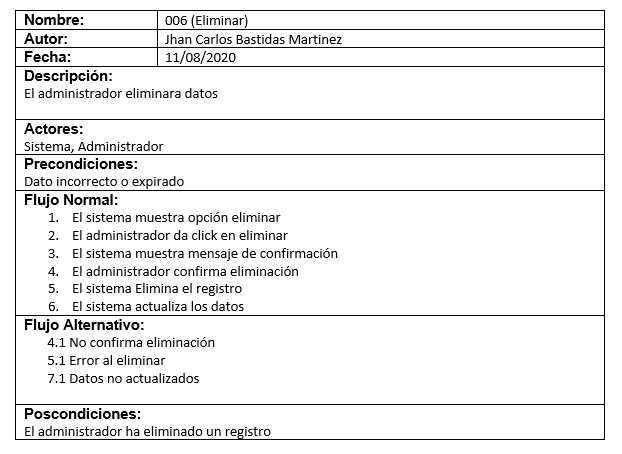 Nombre: 006 (Eliminar)
Autor: Jhan Carlos Bastidas Martinez
Fecha: 11/08/2020
Descripción:
El administrador eliminara datos
Actores:
Sistema, Administrador
Precondiciones:
Dato incorrecto o expirado
Flujo Normal:
1. El sistema muestra opción eliminar
2. El administrador da click en eliminar
3. El sistema muestra mensaje de confirmación
4. El administrador confirma eliminación
5. El sistema Elimina el registro
6. El sistema actualiza los datos
Flujo Alternativo:
4.1 No confirma eliminación
5.1 Error al eliminar
7.1 Datos no actualizados
Poscondiciones:
El administrador ha eliminado un registro